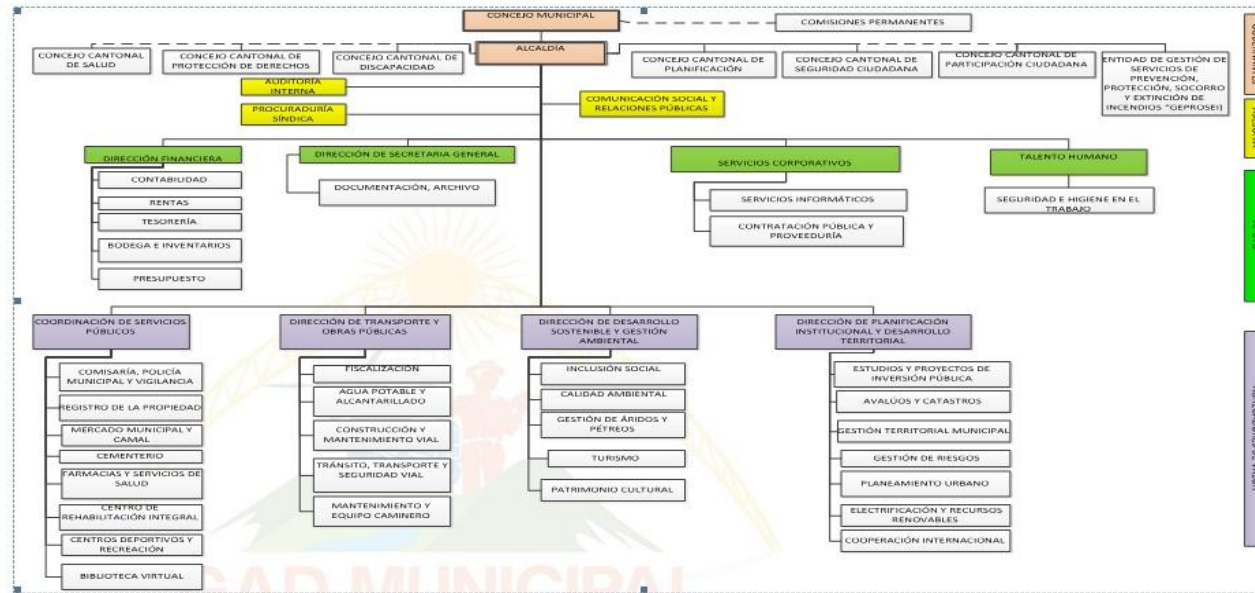 CONCEJO MUNICIPAL
COMISIONES PERMANENTES
ALCALDÍA
CONCEJO CANTONAL
DE SALUD
CONCEJO CANTONAL DE
PROTECCIÓN DE DERECHOS
CONCEJO CANTONAL DE
DISCAPACIDAD
CONCEJO CANTONAL DE
PLANIFICACIÓN
CONCEJO CANTONAL DE
SEGURIDAD CIUDADANA
CONCEJO CANTONAL DE
PARTICIPACIÓN CIUDADANA
ENTIDAD DE GESTIÓN DE
SERVICIOS DE
PREVENCIÓN,
PROTECCIÓN, SOCORRO
Y EXTINCIÓN DE
INCENDIOS "GEPROSEI)
AUDITORÍA
INTERNA
PROCURADURÍA
SÍNDICA
COMUNICACIÓN SOCIAL Y
RELACIONES PÚBLICAS
DIRECCIÓN FINANCIERA
CONTABILIDAD
RENTAS
TESORERÍA
BODEGA E INVENTARIOS
PRESUPUESTO
DIRECCIÓN DE SECRETARIA GENERAL
DOCUMENTACIÓN, ARCHIVO
SERVICIOS CORPORATIVOS
SERVICIOS INFORMÁTICOS
CONTRATACIÓN PÚBLICA Y
PROVEEDURÍA
TALENTO HUMANO
SEGURIDAD E HIGIENE EN EL
TRABAJO
COORDINACIÓN DE SERVICIOS
PÚBLICOS
COMISARÍA, POLICÍA
MUNICIPAL Y VIGILANCIA
REGISTRO DE LA PROPIEDAD
MERCADO MUNICIPAL Y
CAMAL
CEMENTERIO
FARMACIAS Y SERVICIOS DE
SALUD
CENTRO DE
REHABILITACIÓN INTEGRAL
CENTROS DEPORTIVOS Y
RECREACIÓN
BIBLIOTECA VIRTUAL
DIRECCIÓN DE TRANSPORTE Y
OBRAS PÚBLICAS
FISCALIZACIÓN
AGUA POTABLE Y
ALCANTARILLADO
CONSTRUCCIÓN Y
MANTENIMIENTO VIAL
TRÁNSITO, TRANSPORTE Y
SEGURIDAD VIAL
MANTENIMIENTO Y
EQUIPO CAMINERO
DIRECCIÓN DE DESARROLLO
SOSTENIBLE Y GESTIÓN
AMBIENTAL
INCLUSIÓN SOCIAL
CALIDAD AMBIENTAL
GESTIÓN DE ÁRIDOS Y
PÉTREOS
TURISMO
PATRIMONIO CULTURAL
DIRECCIÓN DE PLANIFICACIÓN
INSTITUCIONAL Y DESARROLLO
TERRITORIAL
ESTUDIOS Y PROYECTOS DE
INVERSIÓN PÚBLICA
AVALÚOS Y CATASTROS
GESTIÓN TERRITORIAL MUNICIPAL
GESTIÓN DE RIESGOS
PLANEAMIENTO URBANO
ELECTRIFICACIÓN Y RECURSOS
RENOVABLES
COOPERACIÓN INTERNACIONAL
GAD MUNICIPAL